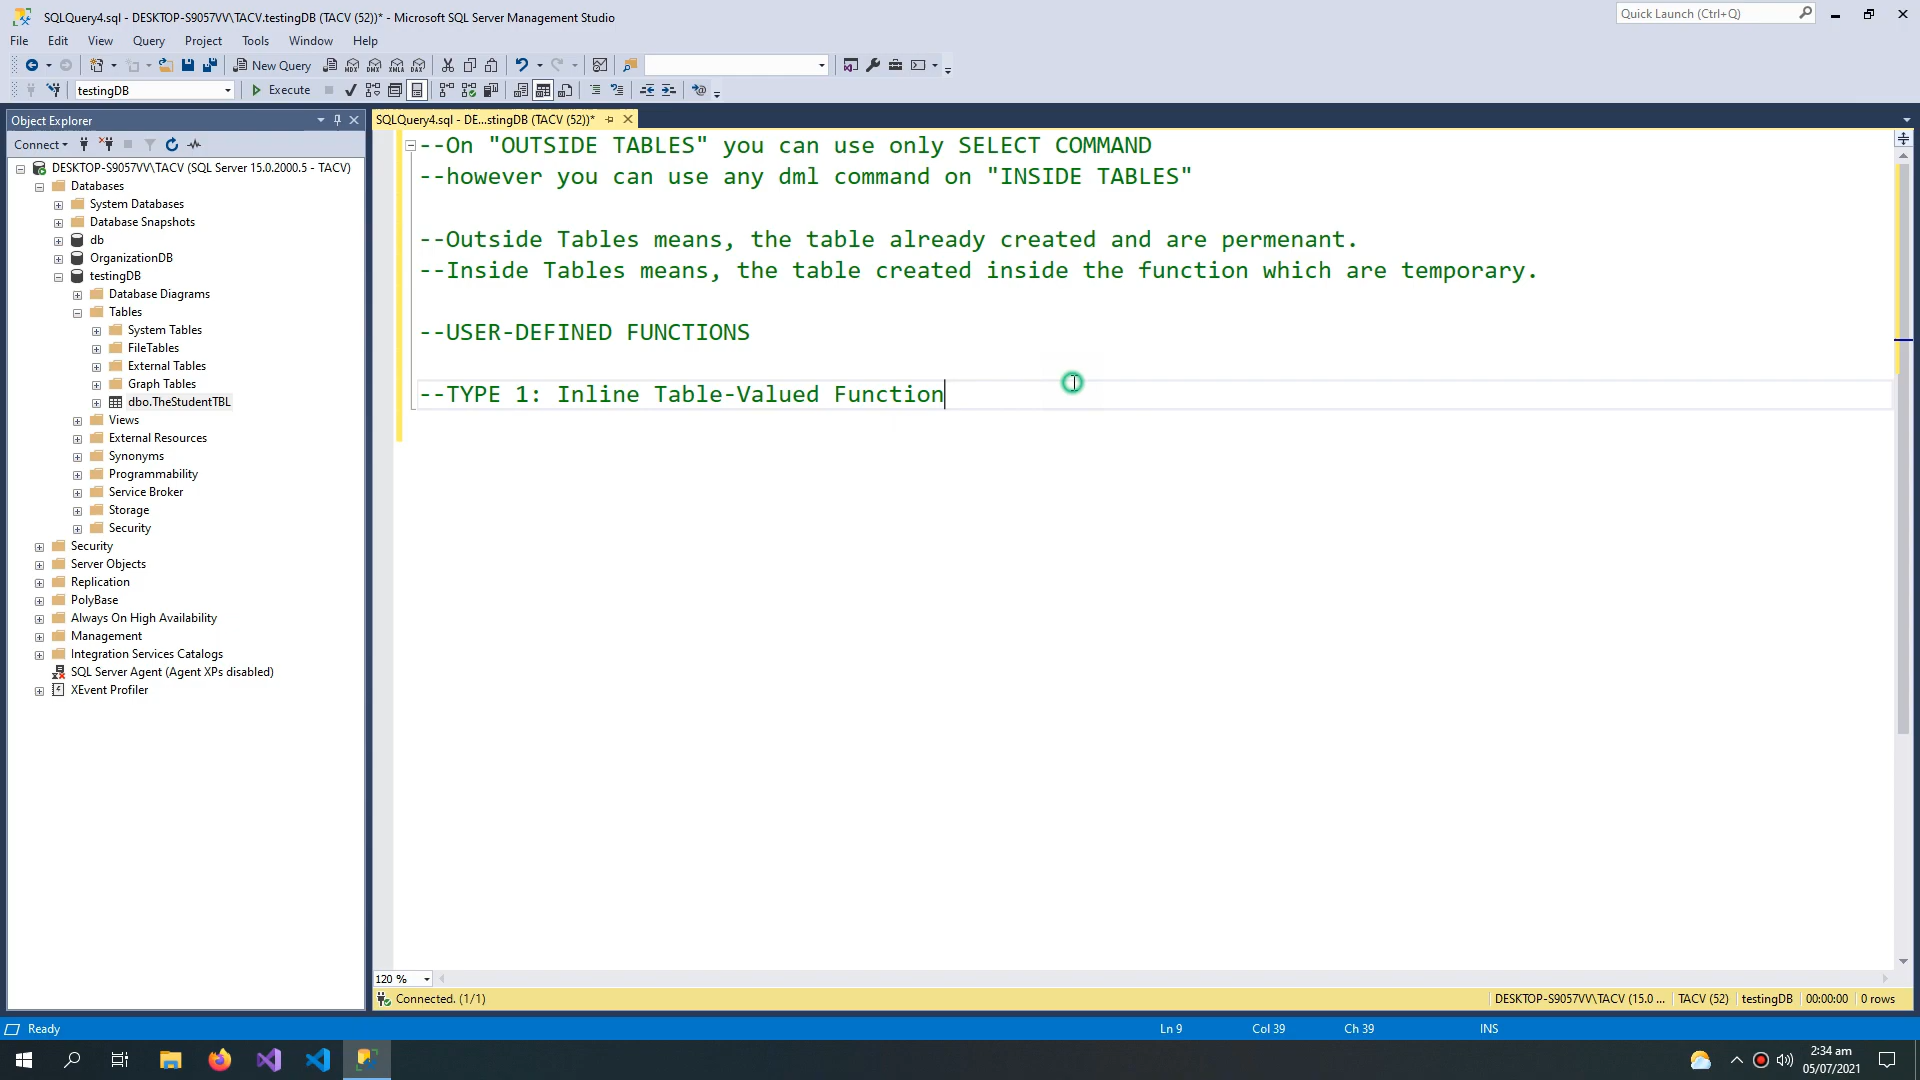 SQLQuery4.sql - DESKTOP-S9057VV\TACV.testingDB (TACV (52))* - Microsoft SQL Server Management Studio
Quick Launch (Ctrl+Q)
File Edit View Query Project Tools Window Help
New Query
MDX DMX XMLA DAX
testingDB
Execute
Object Explorer
SQLQuery4.sql - DE...stingDB (TACV (52))*
Connect
DESKTOP-S9057VV\TACV (SQL Server 15.0.2000.5 - TACV)
Databases
System Databases
Database Snapshots
db
OrganizationDB
testingDB
Database Diagrams
Tables
System Tables
FileTables
External Tables
Graph Tables
dbo.TheStudentTBL
Views
External Resources
Synonyms
Programmability
Service Broker
Storage
Security
Security
Server Objects
Replication
PolyBase
Always On High Availability
Management
Integration Services Catalogs
SQL Server Agent (Agent XPs disabled)
XEvent Profiler
--On "OUTSIDE TABLES" you can use only SELECT COMMAND
--however you can use any dml command on "INSIDE TABLES"
--Outside Tables means, the table already created and are permenant.
--Inside Tables means, the table created inside the function which are temporary.
--USER-DEFINED FUNCTIONS
--TYPE 1: Inline Table-Valued Function
120 %
Connected. (1/1)
DESKTOP-S9057VV\TACV (15.0 ... TACV (52) testingDB 00:00:00 0 rows
Ready
Ln 9 Col 39 Ch 39 INS
2:34 am
05/07/2021